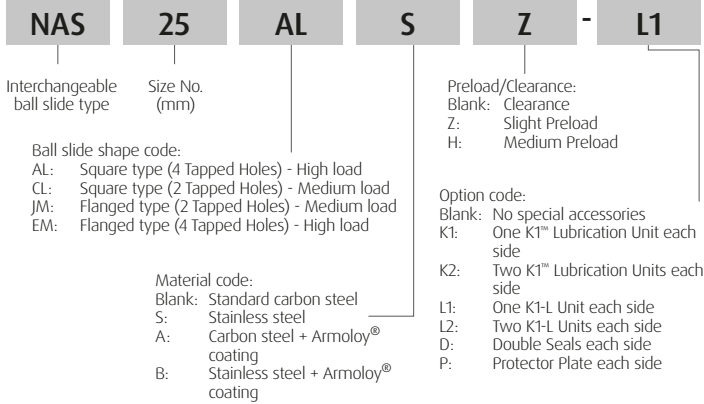 NAS 25 AL S Z - L1
Interchangeable
ball slide type
Size No.
(mm)
Preload/Clearance:
Blank: Clearance
Z: Slight Preload
H: Medium Preload
Ball slide shape code:
AL: Square type (4 Tapped Holes) - High load
CL: Square type (2 Tapped Holes) - Medium load
JM: Flanged type (2 Tapped Holes) - Medium load
EM: Flanged type (4 Tapped Holes) - High load
Option code:
Blank: No special accessories
K1: One K1™ Lubrication Unit each
side
K2: Two K1™ Lubrication Units each
side
L1: One K1-L Unit each side
L2: Two K1-L Units each side
D: Double Seals each side
P: Protector Plate each side
Material code:
Blank: Standard carbon steel
S: Stainless steel
A: Carbon steel + Armoloy®
coating
B: Stainless steel + Armoloy®
coating